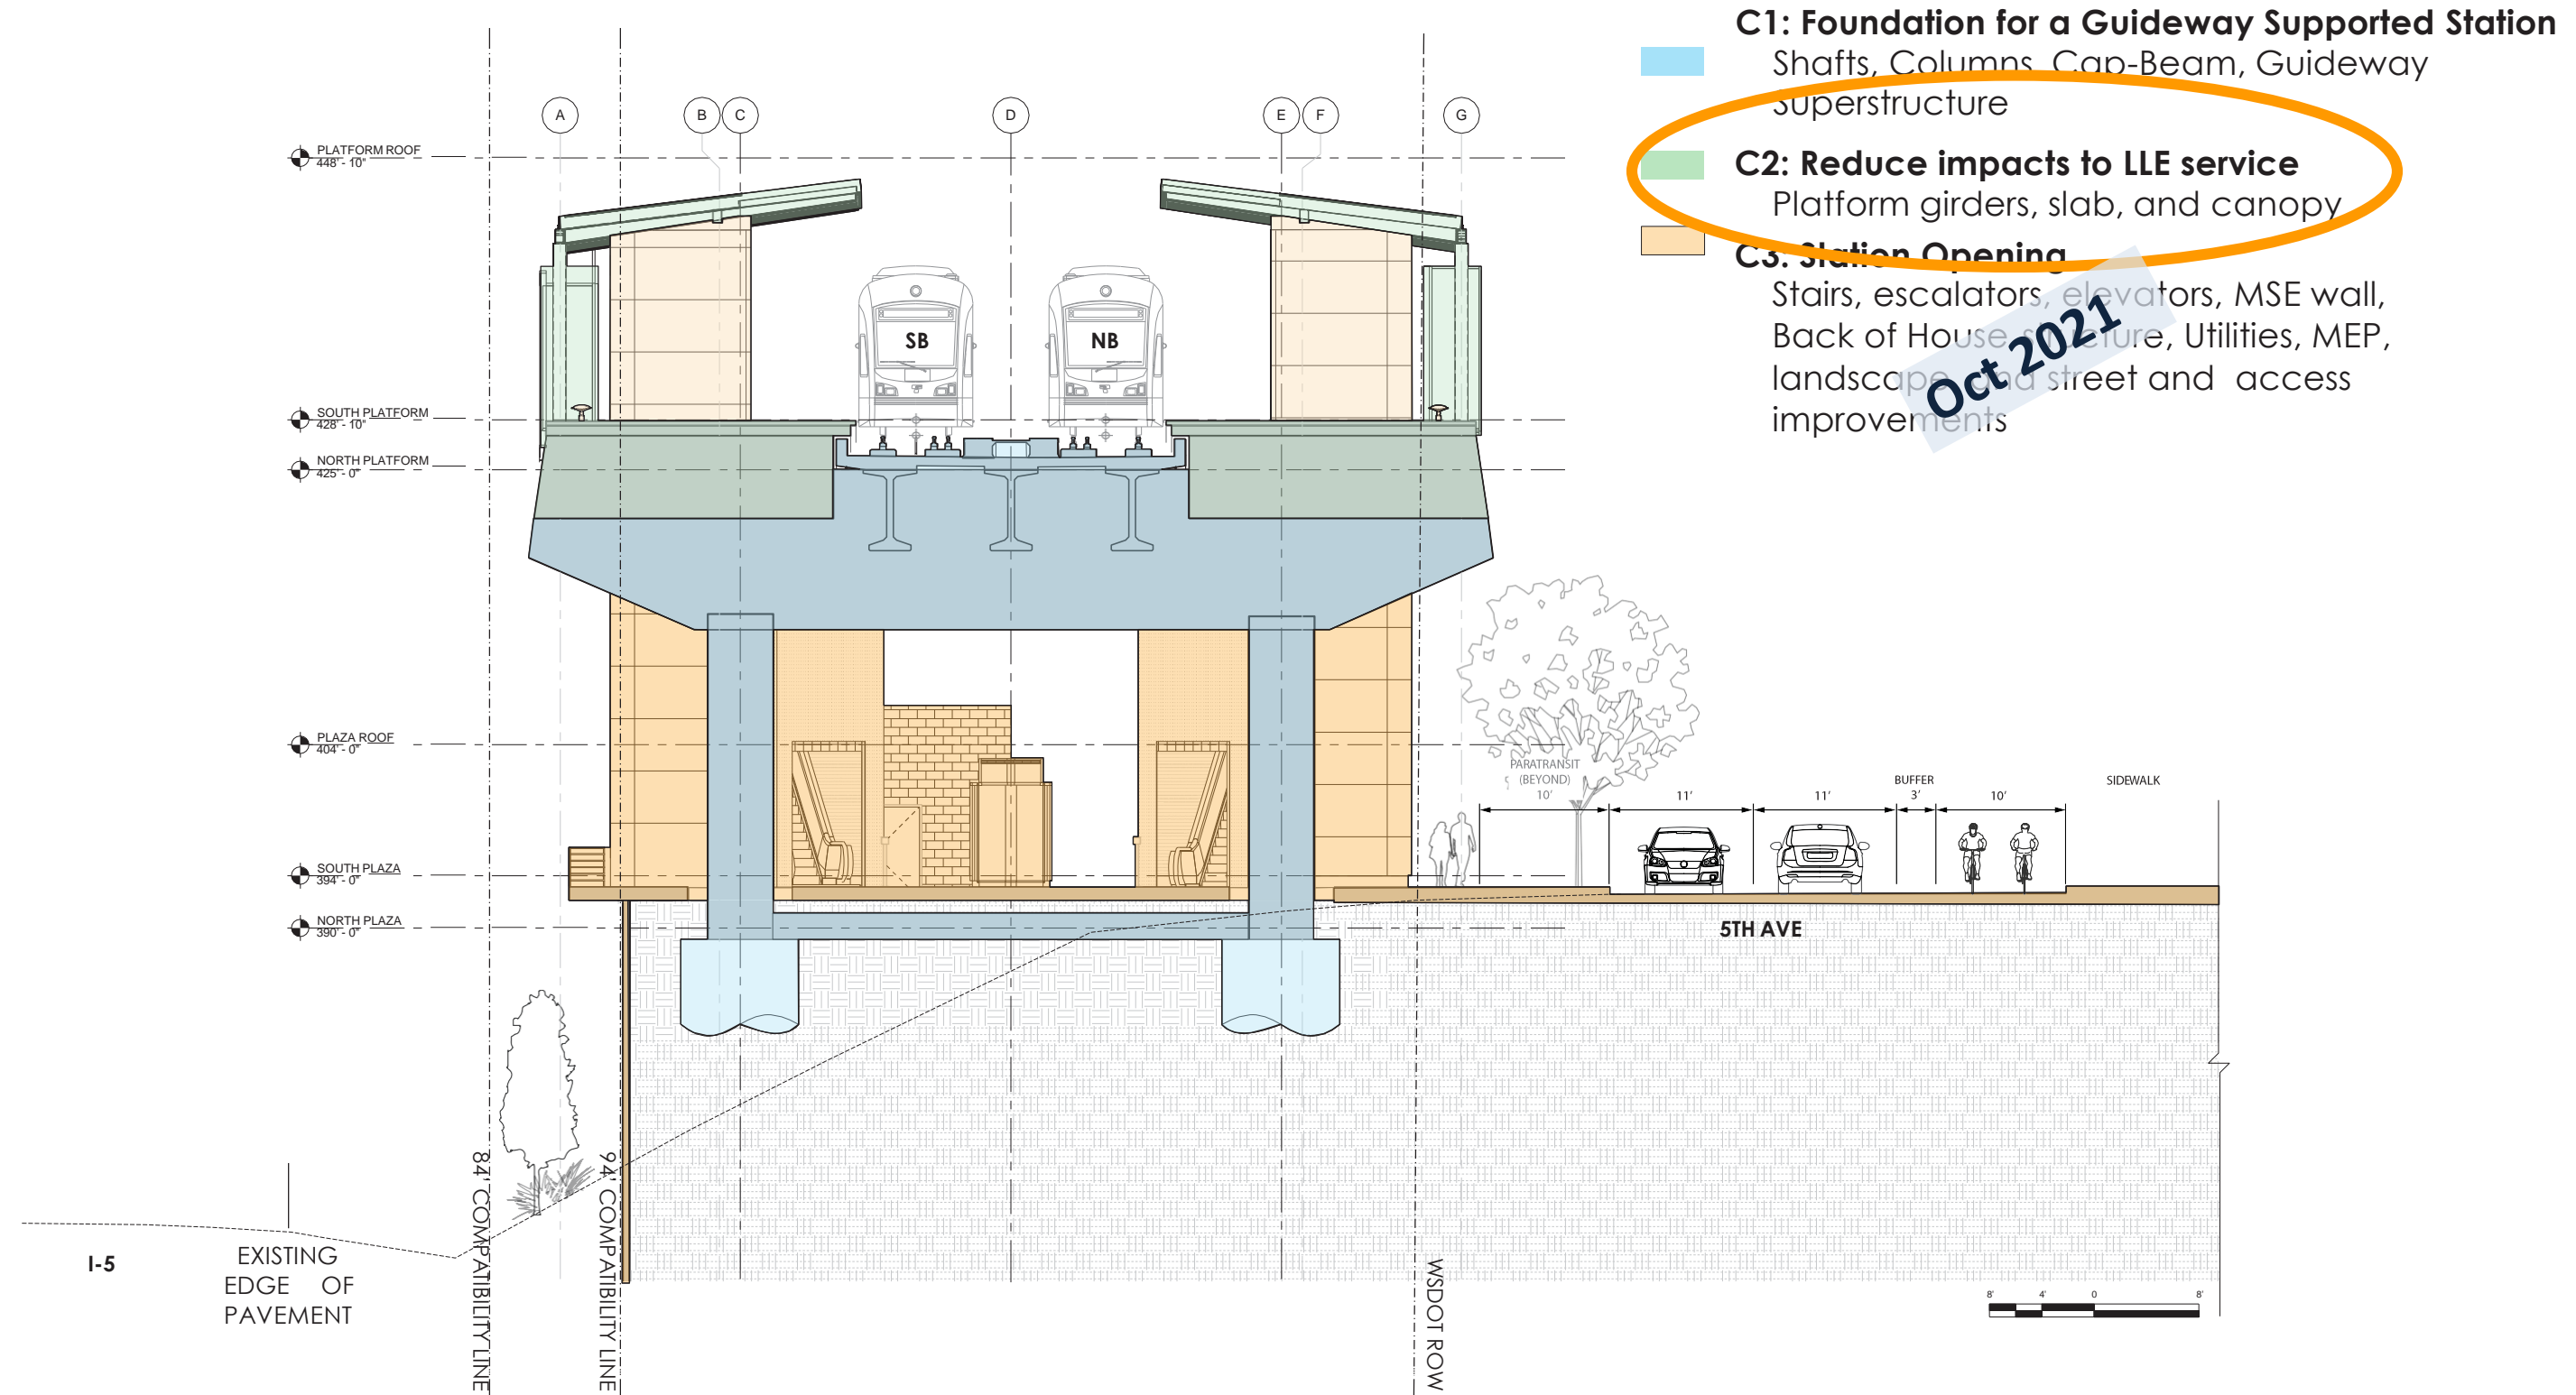 C1: Foundation for a Guideway Supported Station
Shafts, Columns, Cap-Beam, Guideway
Superstructure
C2: Reduce impacts to LLE service
Platform girders, slab, and canopy
C3: Station Opening
Stairs, escalators, elevators, MSE wall,
Back of House structure, Utilities, MEP,
landscape and street and access
improvements
Oct 2021
A
B
C
D
E
F
G
PLATFORM ROOF
448' - 10"
SOUTH PLATFORM
428' - 10"
NORTH PLATFORM
425' - 0"
PLAZA ROOF
404' - 0"
SOUTH PLAZA
394' - 0"
NORTH PLAZA
390' - 0"
SB
NB
PARATRANSIT
(BEYOND)
10'
11'
11'
BUFFER
3'
10'
SIDEWALK
5TH AVE
I-5
EXISTING
EDGE OF
PAVEMENT
84' COMPATIBILITY LINE
94' COMPATIBILITY LINE
WSDOT ROW
8'
4'
0
8'